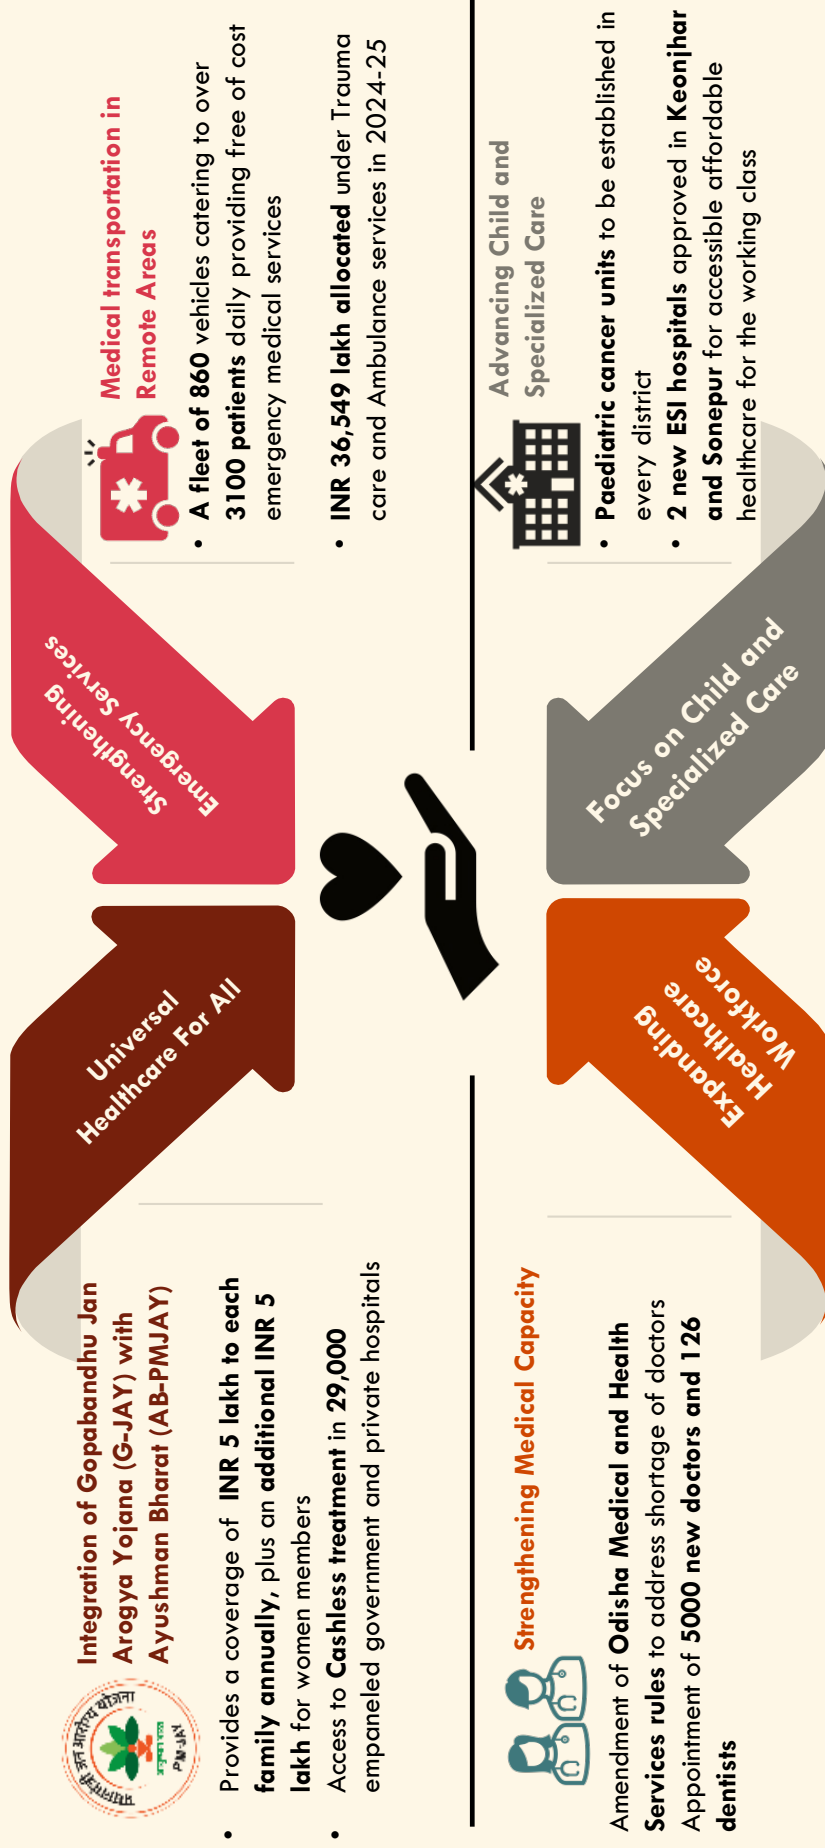 प्रधानमंत्री जन आरोग्य योजना
PM-JAY
Integration of Gopabandhu Jan
Arogya Yojana (G-JAY) with
Ayushman Bharat (AB-PMJAY)
• Provides a coverage of INR 5 lakh to each
family annually, plus an additional INR 5
lakh for women members
• Access to Cashless treatment in 29,000
empaneled government and private hospitals
Universal
Healthcare For All
Strengthening
Emergency Services
Medical transportation in
Remote Areas
• A fleet of 860 vehicles catering to over
3100 patients daily providing free of cost
emergency medical services
• INR 36,549 lakh allocated under Trauma
care and Ambulance services in 2024-25
Strengthening Medical Capacity
Amendment of Odisha Medical and Health
Services rules to address shortage of doctors
Appointment of 5000 new doctors and 126
dentists
Expanding
Healthcare
Workforce
Focus on Child and
Specialized Care
Advancing Child and
Specialized Care
• Paediatric cancer units to be established in
every district
• 2 new ESI hospitals approved in Keonjhar
and Sonepur for accessible affordable
healthcare for the working class